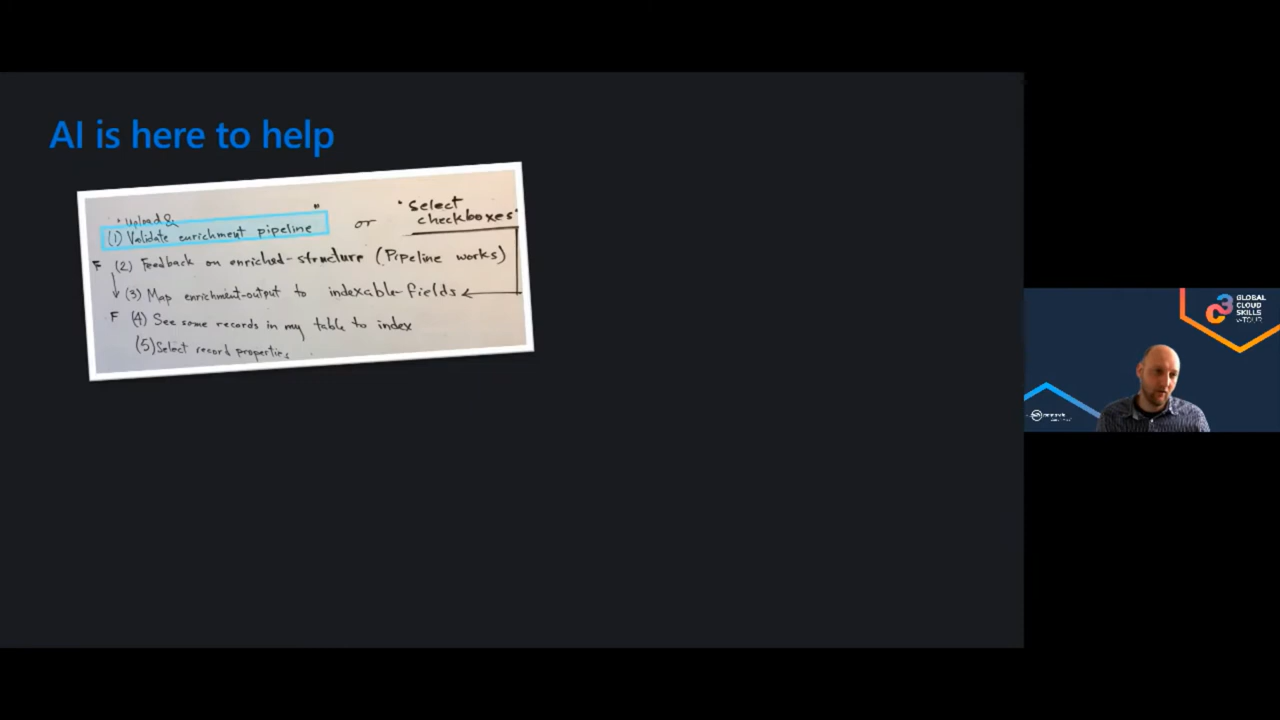 AI is here to help
"Upload &
(1) Validate enrichment pipeline " or "Select checkboxes"
F (2) Feedback on enriched-structure (Pipeline works)
(3) Map enrichment-output to indexable-fields
F (4) See some records in my table to index
(5) Select record properties
GLOBAL
CLOUD
SKILLS
v-TOUR